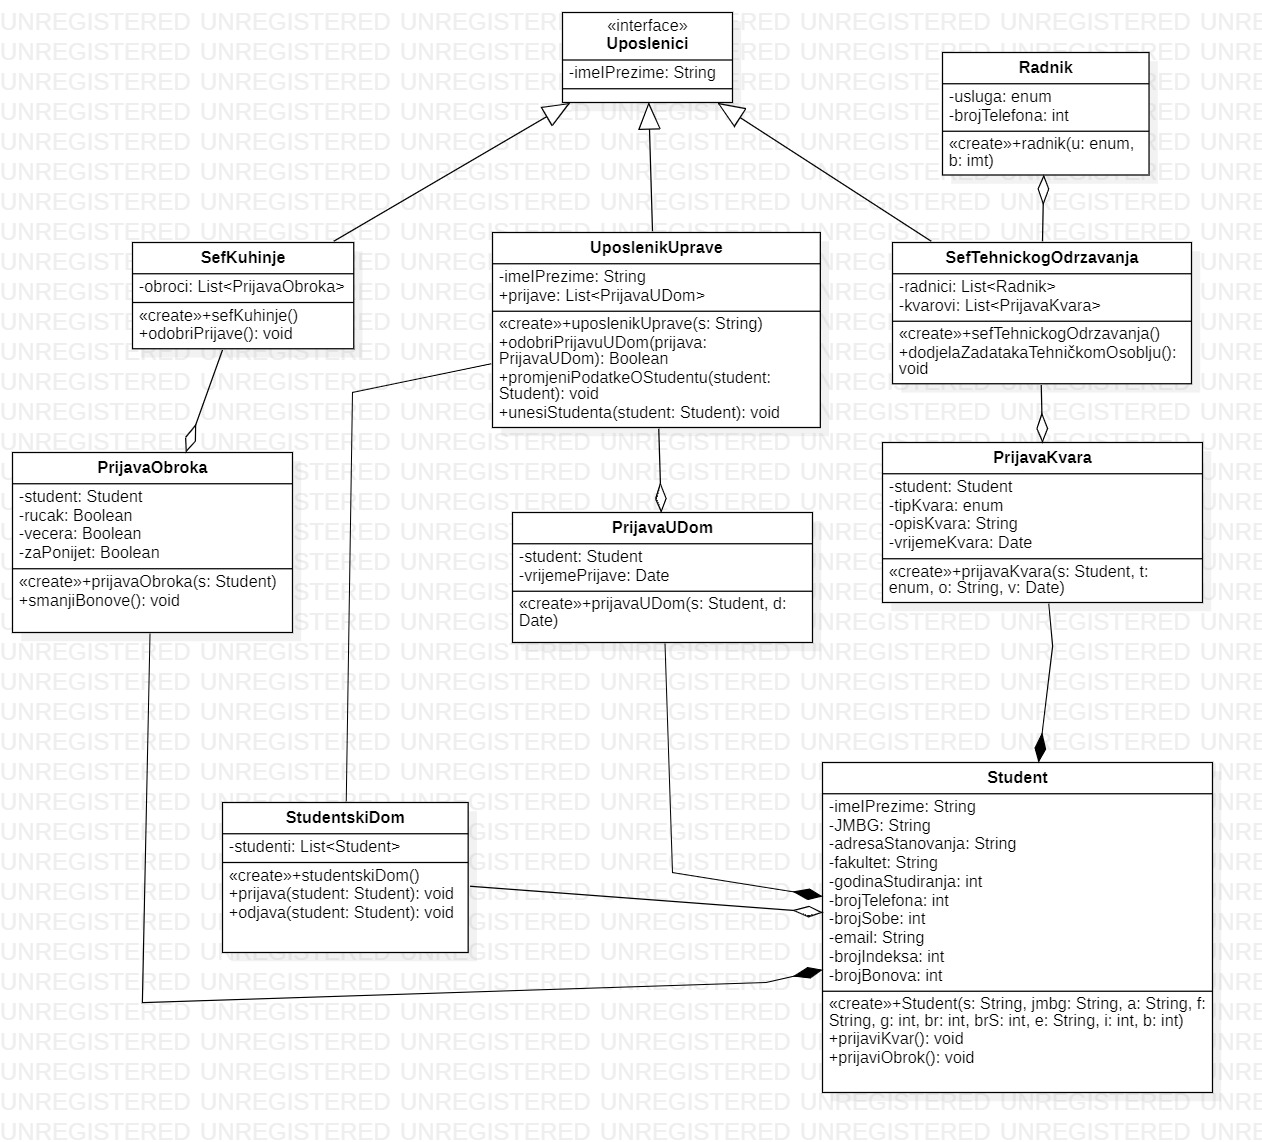 «interface»
Uposlenici
-imeIPrezime: String
Radnik
-usluga: enum
-brojTelefona: int
«create»+radnik(u: enum,
b: imt)
SefKuhinje
-obroci: List<PrijavaObroka>
«create»+sefKuhinje()
+odobriPrijave(): void
UposlenikUprave
-imeIPrezime: String
+prijave: List<PrijavaUDom>
«create»+uposlenikUprave(s: String)
+odobriPrijavuUDom(prijava:
PrijavaUDom): Boolean
+promjeniPodatkeOStudentu(student:
Student): void
+unesiStudenta(student: Student): void
SefTehnickogOdrzavanja
-radnici: List<Radnik>
-kvarovi: List<PrijavaKvara>
«create»+sefTehnickogOdrzavanja()
+dodjelaZadatakaTehničkomOsoblju():
void
PrijavaObroka
-student: Student
-rucak: Boolean
-vecera: Boolean
-zaPonijet: Boolean
«create»+prijavaObroka(s: Student)
+smanjiBonove(): void
PrijavaUDom
-student: Student
-vrijemePrijave: Date
«create»+prijavaUDom(s: Student, d:
Date)
PrijavaKvara
-student: Student
-tipKvara: enum
-opisKvara: String
-vrijemeKvara: Date
«create»+prijavaKvara(s: Student, t:
enum, o: String, v: Date)
StudentskiDom
-studenti: List<Student>
«create»+studentskiDom()
+prijava(student: Student): void
+odjava(student: Student): void
Student
-imeIPrezime: String
-JMBG: String
-adresaStanovanja: String
-fakultet: String
-godinaStudiranja: int
-brojTelefona: int
-brojSobe: int
-email: String
-brojIndeksa: int
-brojBonova: int
«create»+Student(s: String, jmbg: String, a: String, f:
String, g: int, br: int, brS: int, e: String, i: int, b: int)
+prijaviKvar(): void
+prijaviObrok(): void